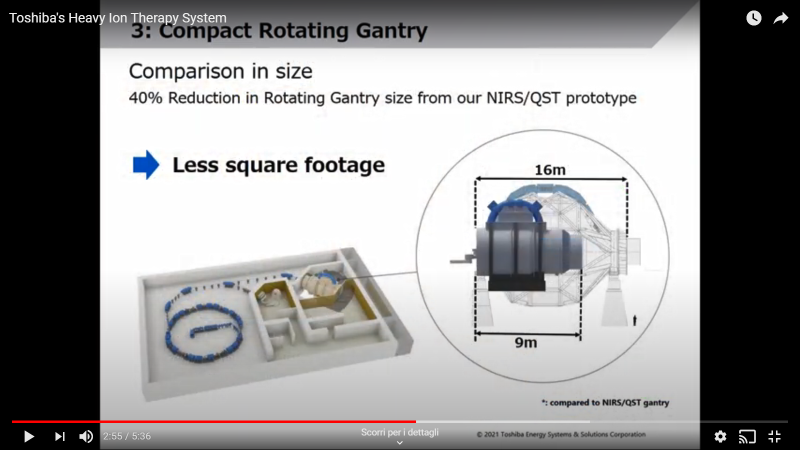 Toshiba's Heavy Ion Therapy System
3: Compact Rotating Gantry
Comparison in size
40% Reduction in Rotating Gantry size from our NIRS/QST prototype
Less square footage
16m
9m
t
*: compared to NIRS/QST gantry
2:55 / 5:36
Scorri per i dettagli
© 2021 Toshiba Energy Systems & Solutions Corporation